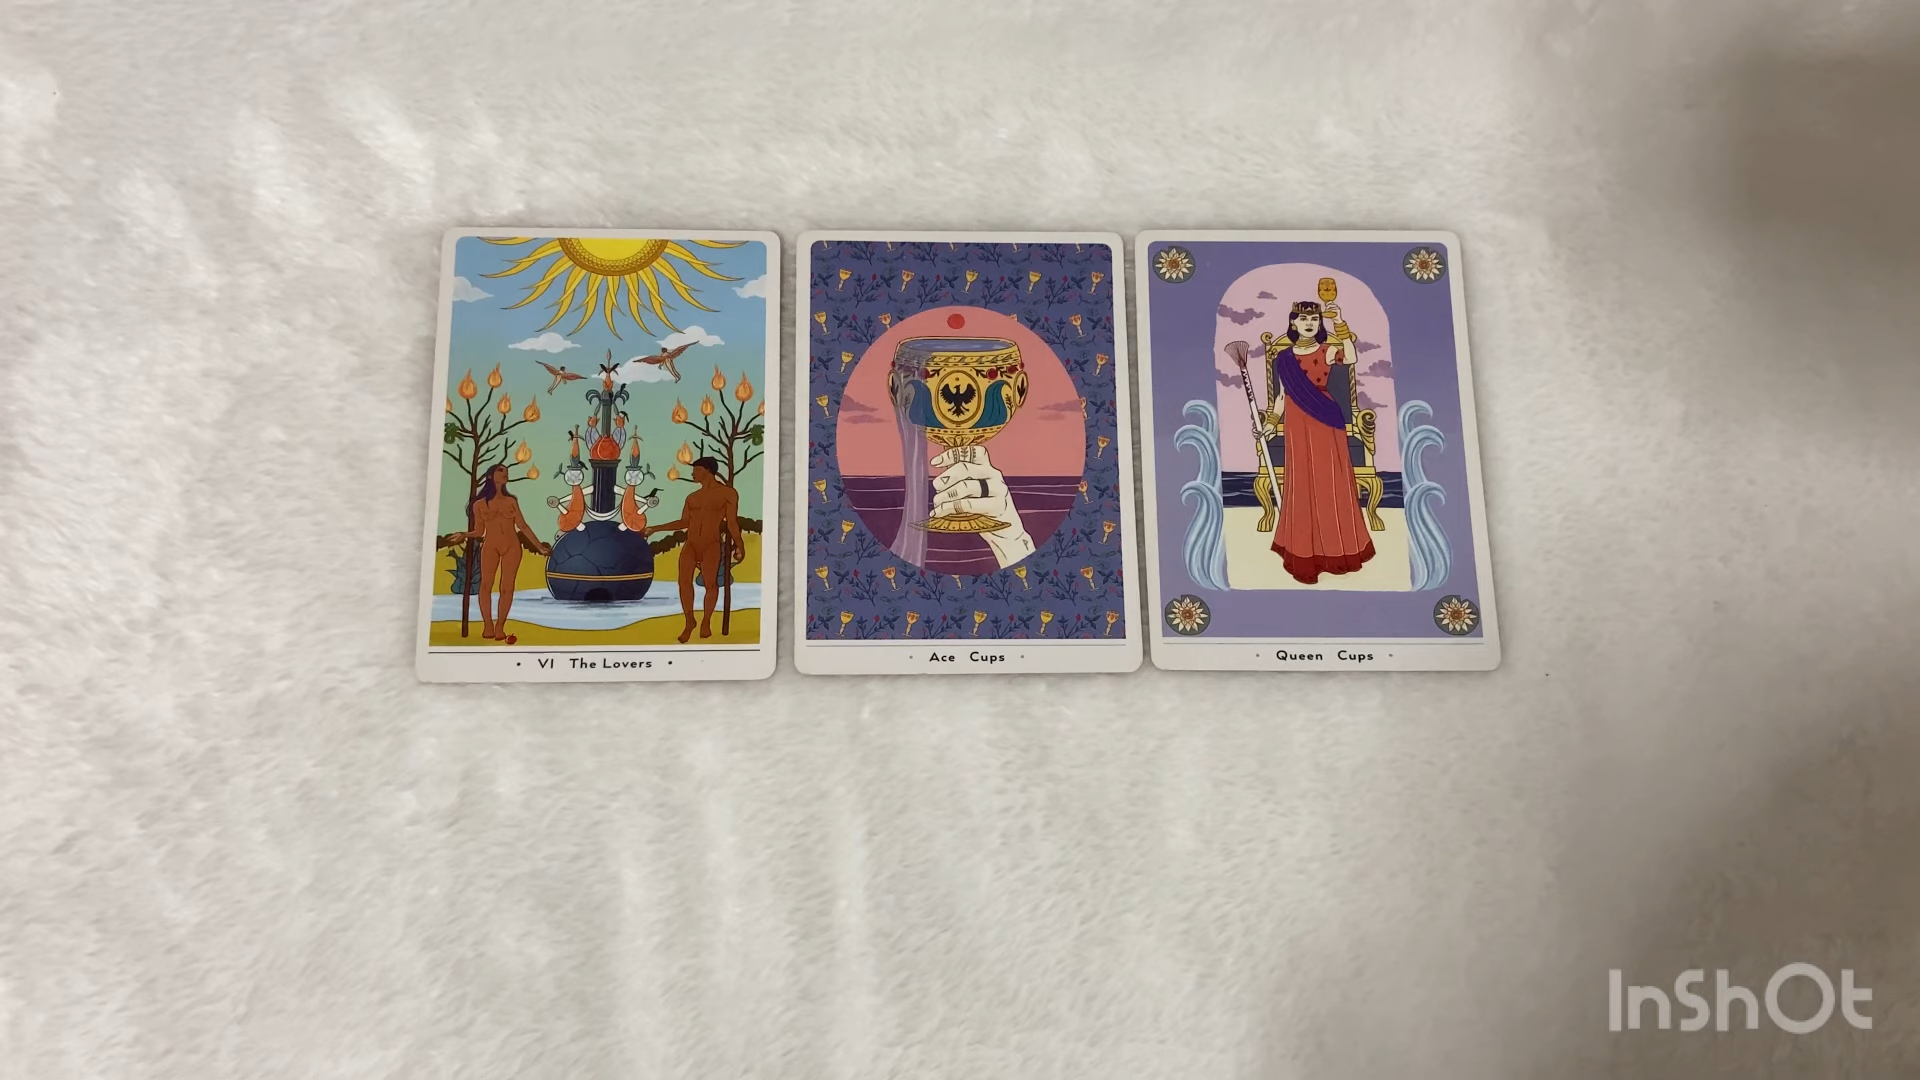 • VI The Lovers •
• Ace Cups •
• Queen Cups •
InShOt